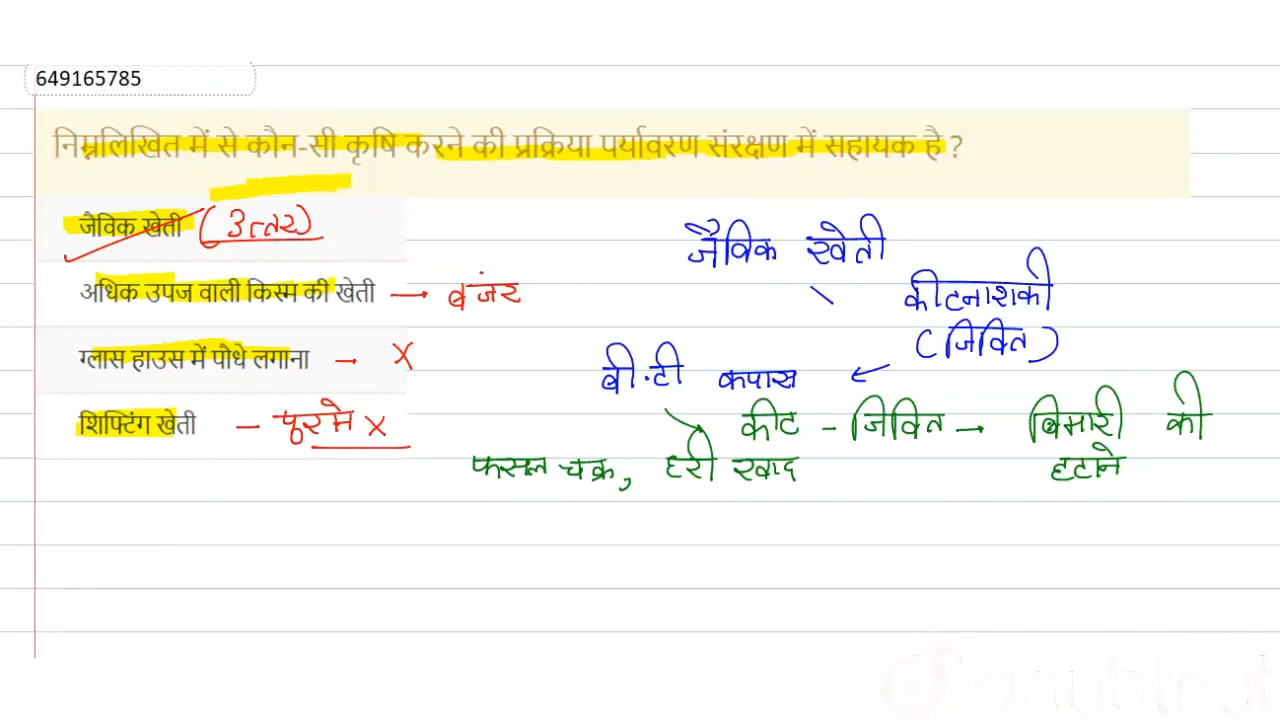 649165785
निम्नलिखित में से कौन-सी कृषि करने की प्रक्रिया पर्यावरण संरक्षण में सहायक है ?
जैविक खेती (उत्तर)
अधिक उपज वाली किस्म की खेती → बंजर
ग्लास हाउस में पौधे लगाना → X
शिफ्टिंग खेती - X
जैविक खेती
कीटनाशको
(जिवित)
बी.टी कपास ←
कीट - जिवित → बिमारी को
हटाने
फसल चक्र, हरी खाद
doubtnut